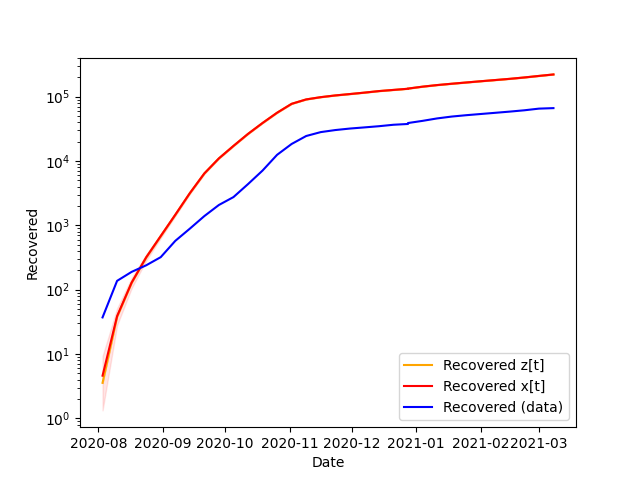 Recovered
10^5
10^4
10^3
10^2
10^1
10^0
Recovered z[t]
Recovered x[t]
Recovered (data)
2020-08 2020-09 2020-10 2020-11 2020-12 2021-01 2021-02 2021-03
Date